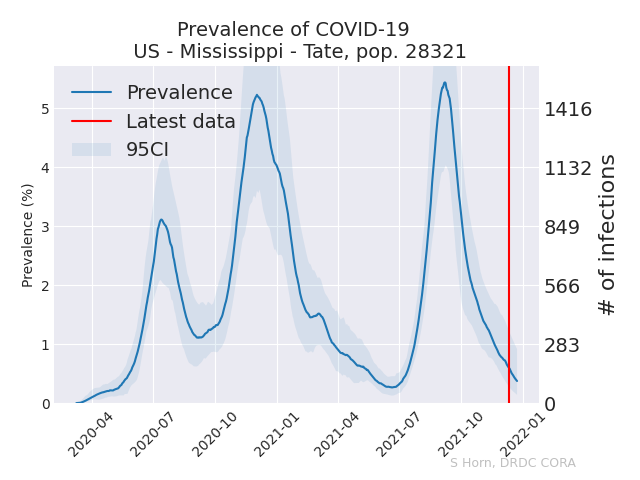 Prevalence of COVID-19
US - Mississippi - Tate, pop. 28321
Prevalence
Latest data
95CI
Prevalence (%)
5
4
3
2
1
0
1416
1132
849
566
283
0
# of infections
2020-04
2020-07
2020-10
2021-01
2021-04
2021-07
2021-10
2022-01
S Horn, DRDC CORA